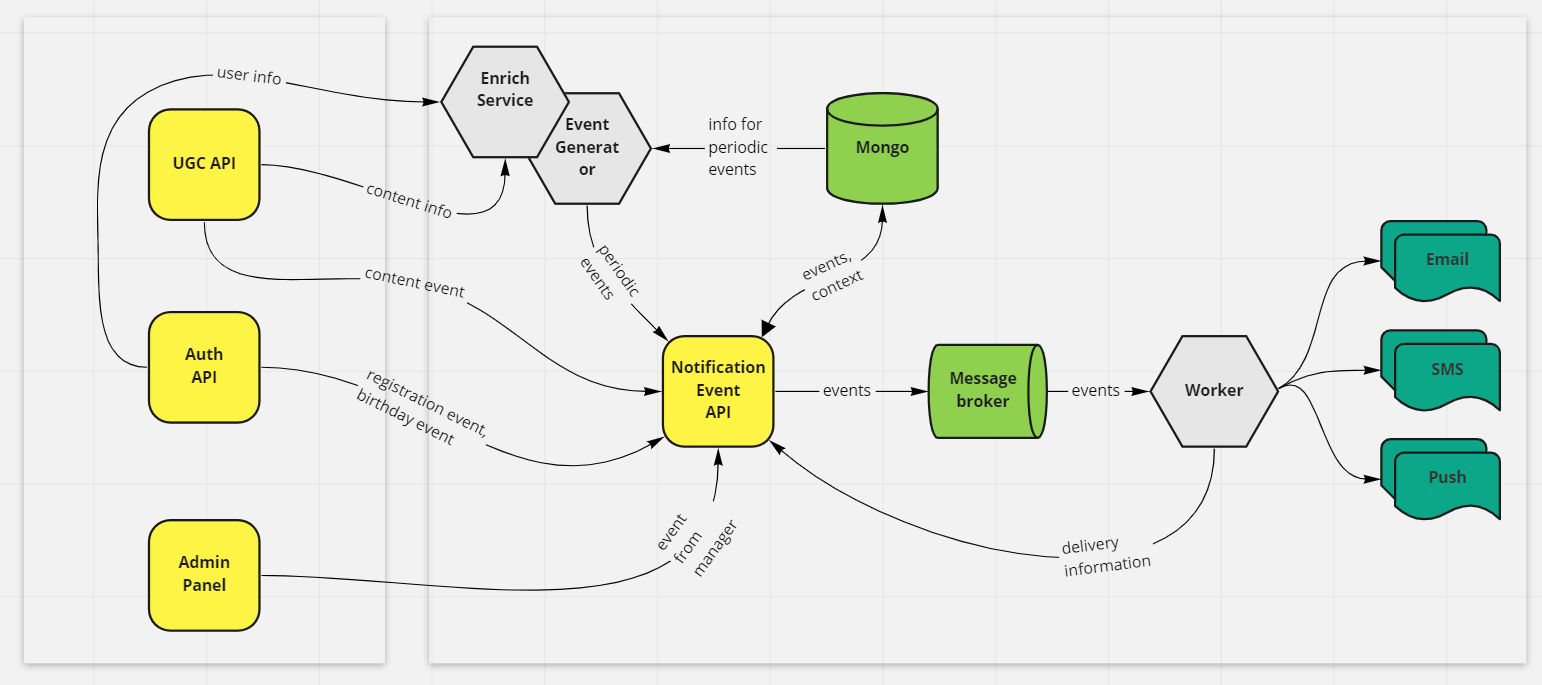 user info
Enrich
Service
Event
Generat
or
info for
periodic
events
Mongo
UGC API
content info
content event
periodic
events
events,
context
Email
Auth
API
registration event,
birthday event
Notification
Event
API
events
Message
broker
events
Worker
SMS
Push
Admin
Panel
event
from
manager
delivery
information